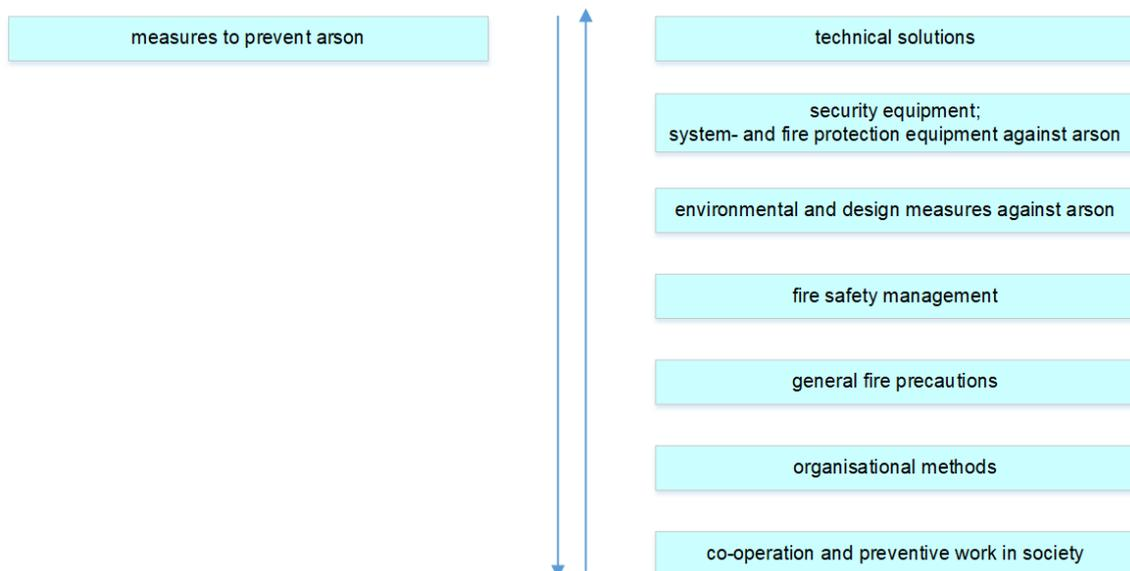 measures to prevent arson
technical solutions
security equipment;
system- and fire protection equipment against arson
environmental and design measures against arson
fire safety management
general fire precautions
organisational methods
co-operation and preventive work in society